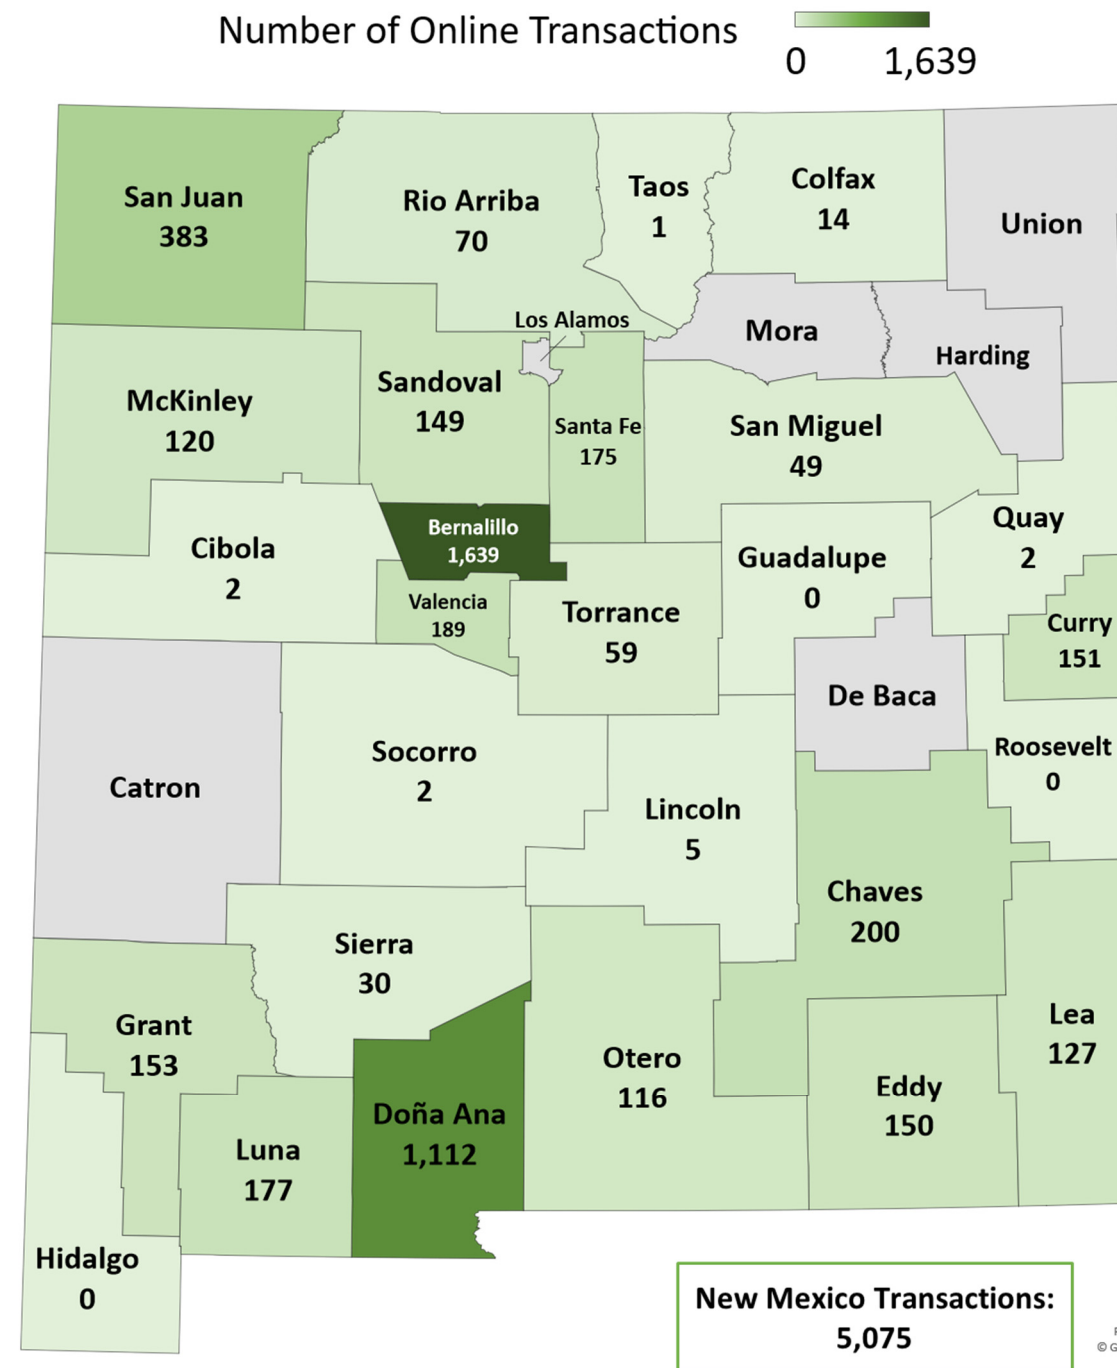 Number of Online Transactions
0 1,639
San Juan
383
Rio Arriba
70
Taos
1
Colfax
14
Union
Los Alamos
Mora
Harding
McKinley
120
Sandoval
149
Santa Fe
175
San Miguel
49
Quay
2
Bernalillo
1,639
Cibola
2
Guadalupe
0
Valencia
189
Torrance
59
Curry
151
De Baca
Catron
Socorro
2
Roosevelt
0
Lincoln
5
Chaves
200
Sierra
30
Grant
153
Otero
116
Lea
127
Eddy
150
Doña Ana
1,112
Luna
177
Hidalgo
0
New Mexico Transactions:
5,075